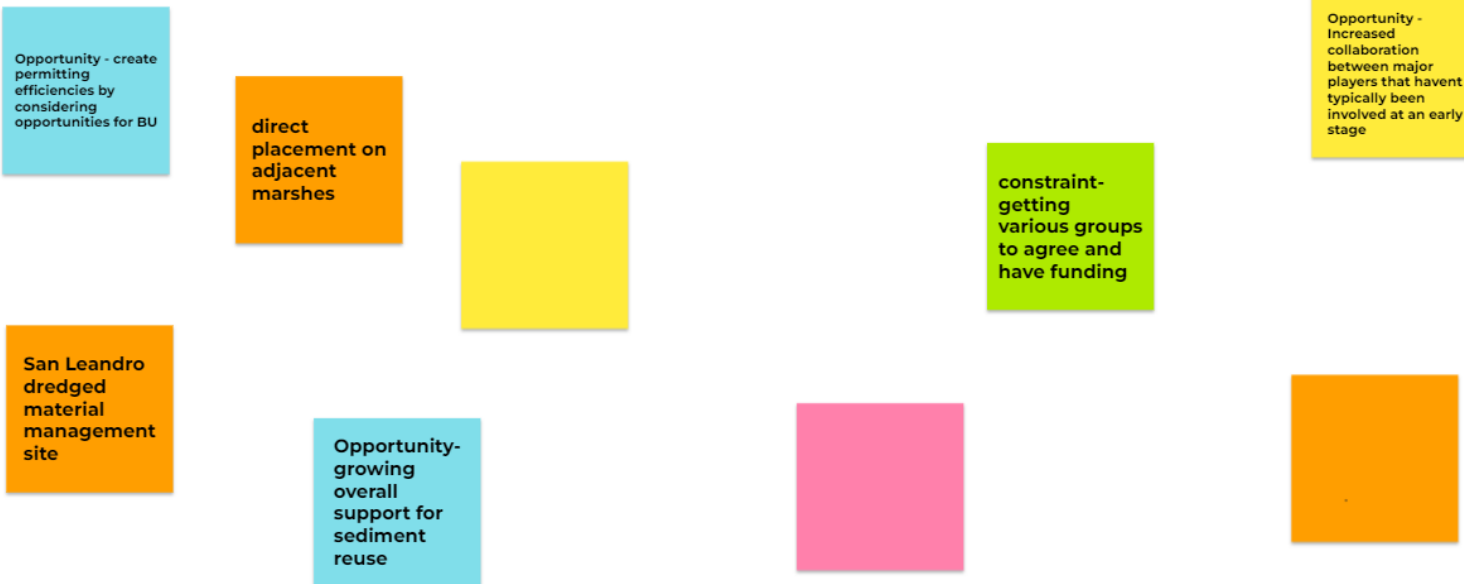 Opportunity - create
permitting
efficiencies by
considering
opportunities for BU
direct
placement on
adjacent
marshes
constraint-
getting
various groups
to agree and
have funding
Opportunity -
Increased
collaboration
between major
players that havent
typically been
involved at an early
stage
San Leandro
dredged
material
management
site
Opportunity-
growing
overall
support for
sediment
reuse